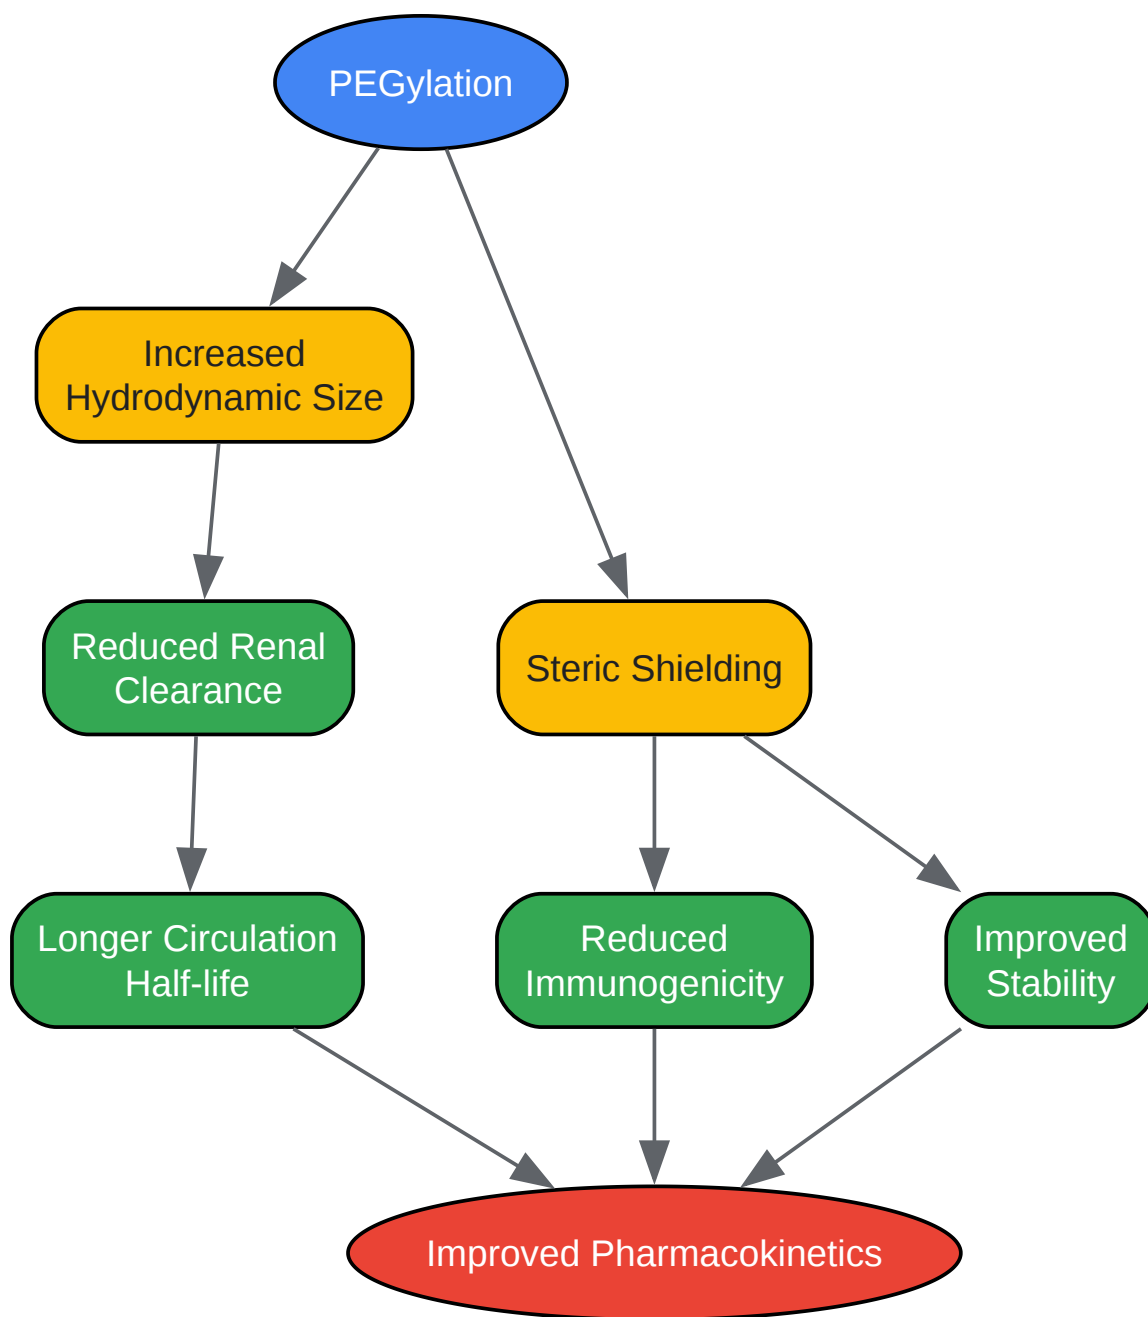 PEGylation
Increased
Hydrodynamic Size
Reduced Renal
Clearance
Steric Shielding
Longer Circulation
Half-life
Reduced
Immunogenicity
Improved
Stability
Improved Pharmacokinetics